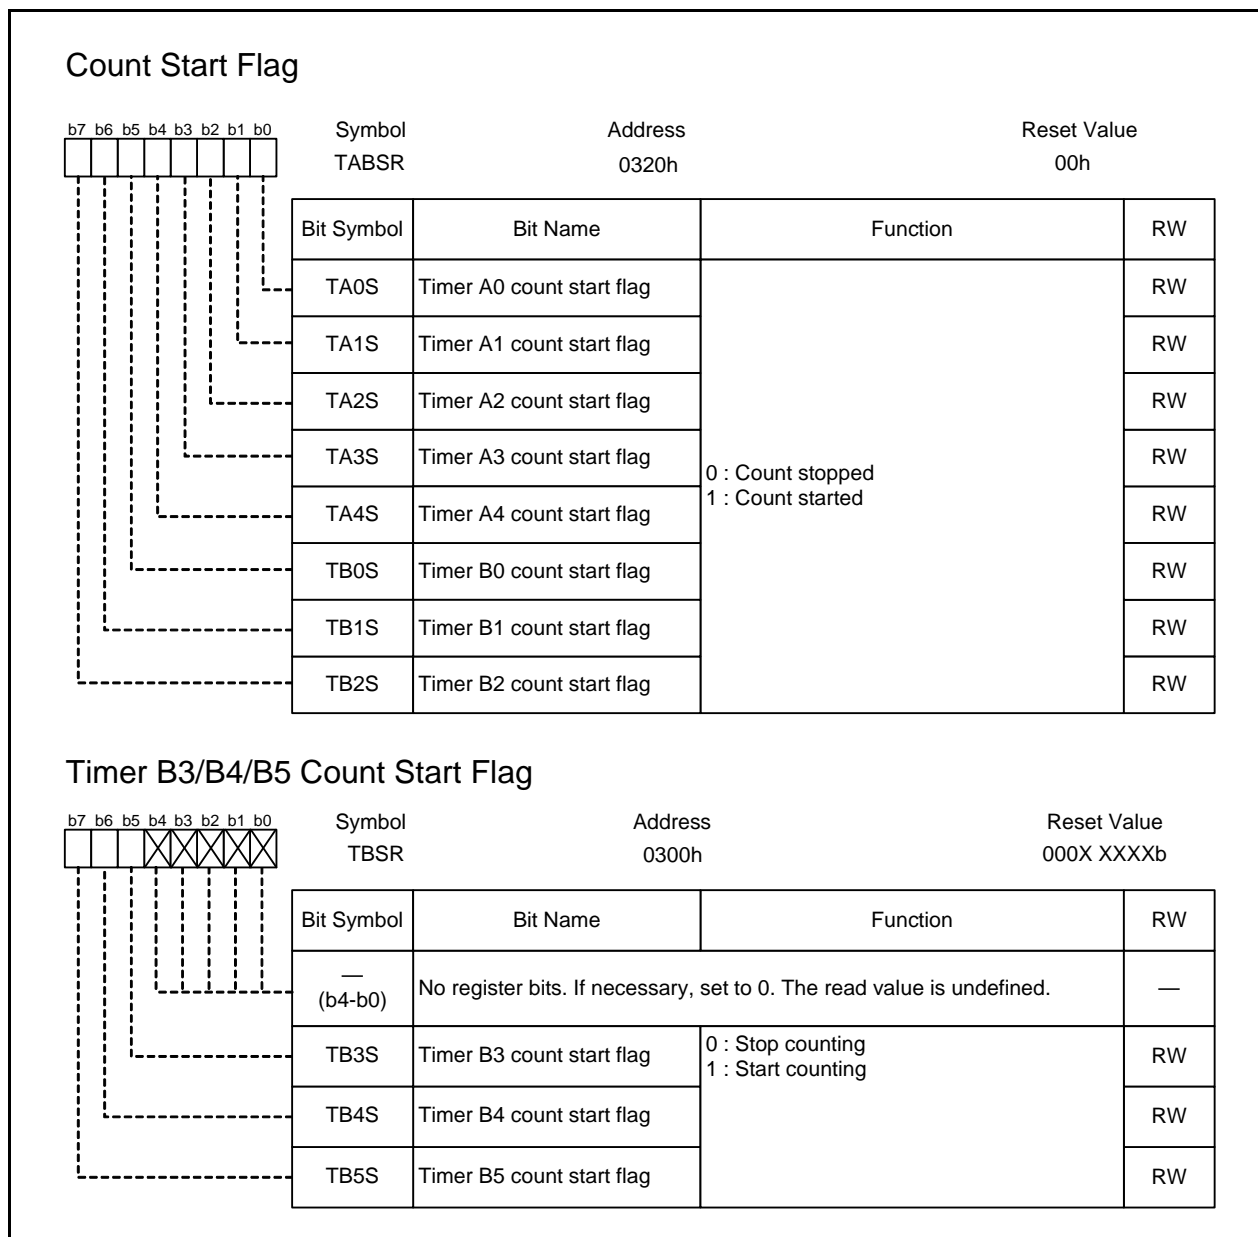 Count Start Flag
b7 b6 b5 b4 b3 b2 b1 b0
Symbol Address Reset Value
TABSR 0320h 00h
Bit Symbol Bit Name Function RW
TA0S Timer A0 count start flag RW
TA1S Timer A1 count start flag RW
TA2S Timer A2 count start flag RW
TA3S Timer A3 count start flag RW
0 : Count stopped
1 : Count started
TA4S Timer A4 count start flag RW
TB0S Timer B0 count start flag RW
TB1S Timer B1 count start flag RW
TB2S Timer B2 count start flag RW
Timer B3/B4/B5 Count Start Flag
b7 b6 b5 b4 b3 b2 b1 b0
Symbol Address Reset Value
TBSR 0300h 000X XXXXb
Bit Symbol Bit Name Function RW
—
(b4-b0) No register bits. If necessary, set to 0. The read value is undefined. —
TB3S Timer B3 count start flag 0 : Stop counting RW
1 : Start counting
TB4S Timer B4 count start flag RW
TB5S Timer B5 count start flag RW